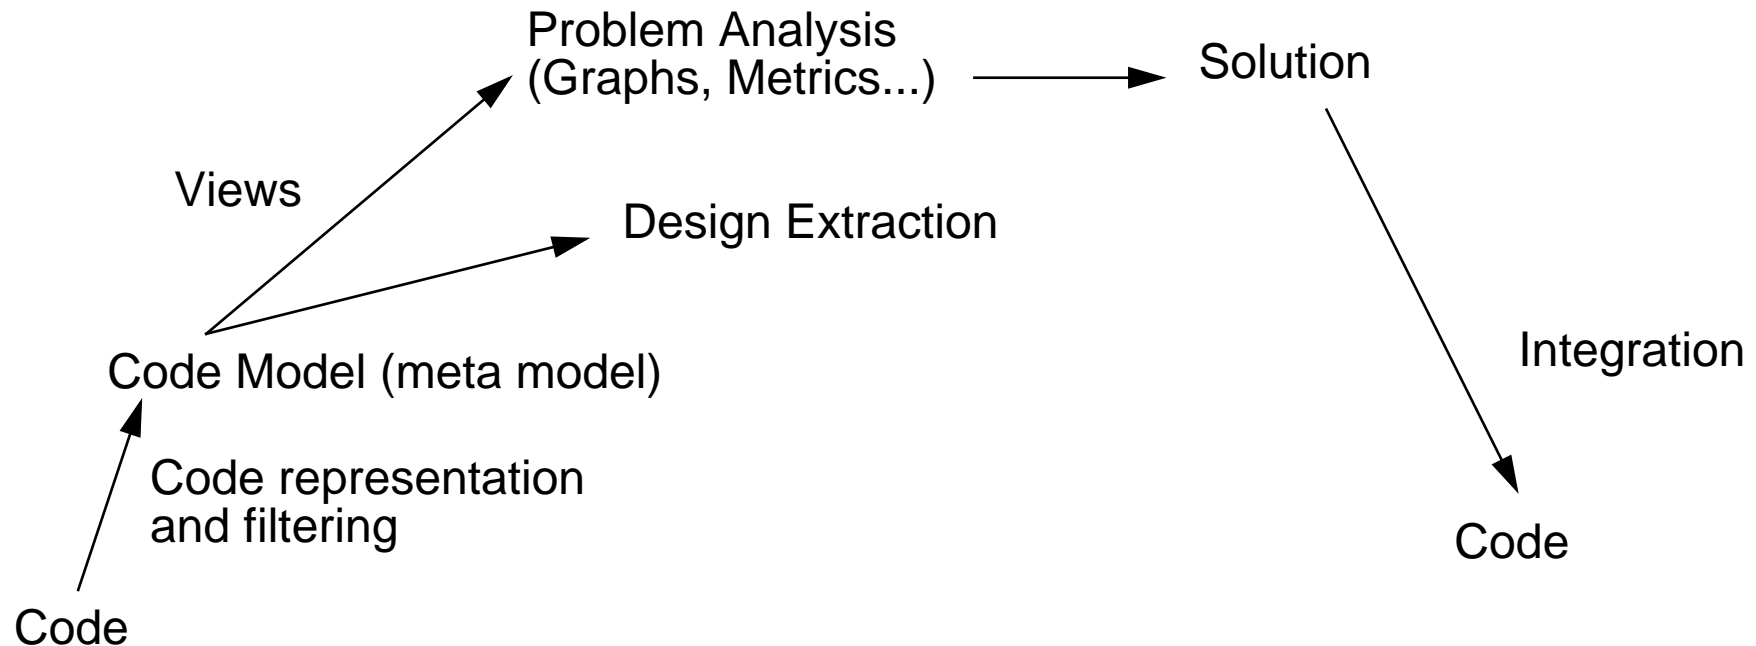 Problem Analysis
(Graphs, Metrics...)
Solution
Views
Design Extraction
Code Model (meta model)
Integration
Code representation
and filtering
Code
Code